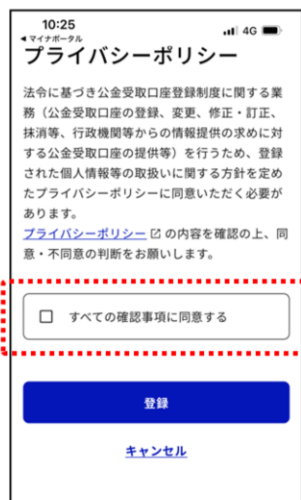 10:25
4G
◀ マイナポータル
プライバシーポリシー
法令に基づき公金受取口座登録制度に関する業
務（公金受取口座の登録、変更、修正・訂正、
抹消等、行政機関等からの情報提供の求めに対
する公金受取口座の提供等）を行うため、登録
された個人情報等の取扱いに関する方針を定め
たプライバシーポリシーに同意いただく必要が
あります。
プライバシーポリシー の内容を確認の上、同
意・不同意の判断をお願いします。
すべての確認事項に同意する
登録
キャンセル